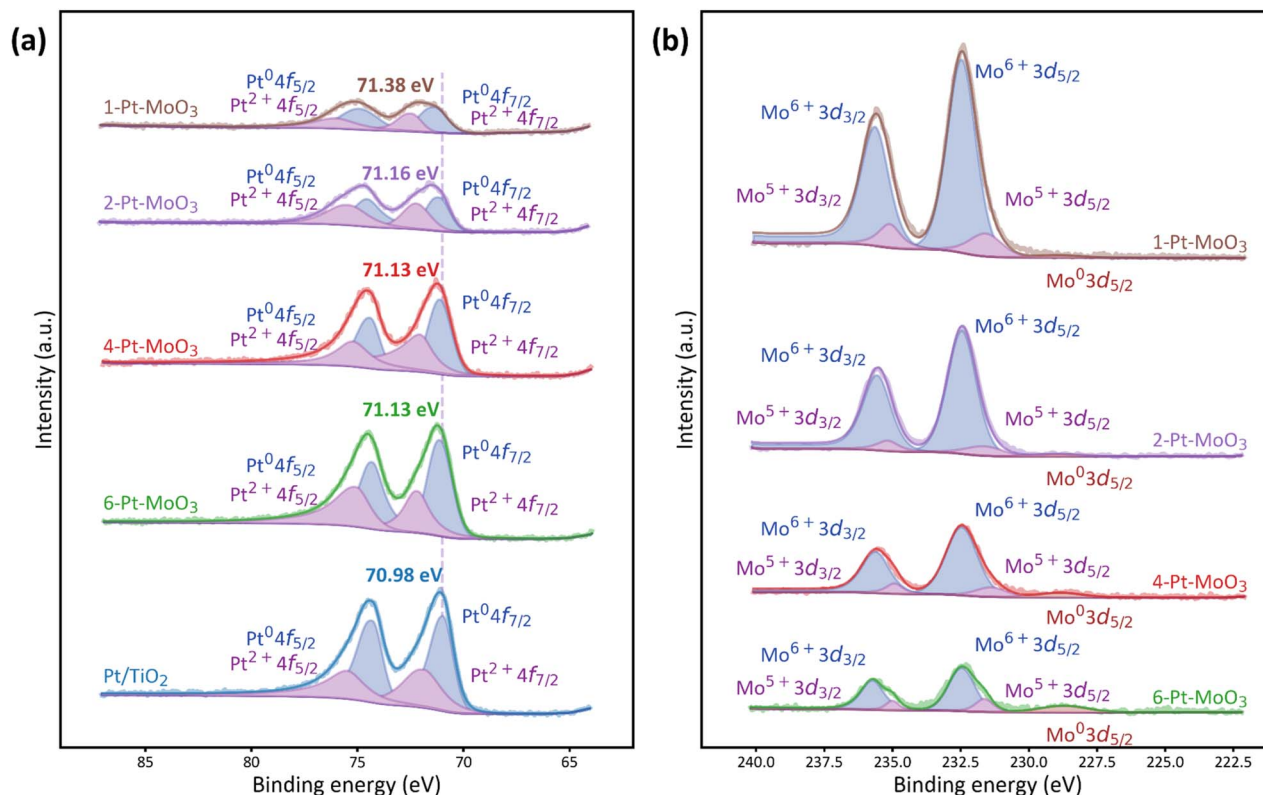 (a)
Intensity (a.u.)
1-Pt-MoO₃
Pt⁰4f₅/₂
Pt²⁺4f₅/₂
71.38 eV
Pt⁰4f₇/₂
Pt²⁺4f₇/₂
2-Pt-MoO₃
Pt⁰4f₅/₂
Pt²⁺4f₅/₂
71.16 eV
Pt⁰4f₇/₂
Pt²⁺4f₇/₂
4-Pt-MoO₃
Pt⁰4f₅/₂
Pt²⁺4f₅/₂
71.13 eV
Pt⁰4f₇/₂
Pt²⁺4f₇/₂
6-Pt-MoO₃
Pt⁰4f₅/₂
Pt²⁺4f₅/₂
71.13 eV
Pt⁰4f₇/₂
Pt²⁺4f₇/₂
Pt/TiO₂
Pt⁰4f₅/₂
Pt²⁺4f₅/₂
70.98 eV
Pt⁰4f₇/₂
Pt²⁺4f₇/₂
85 80 75 70 65
Binding energy (eV)
(b)
Intensity (a.u.)
Mo⁶⁺3d₅/₂
Mo⁶⁺3d₃/₂
Mo⁵⁺3d₃/₂
Mo⁵⁺3d₅/₂
1-Pt-MoO₃
Mo⁰3d₅/₂
Mo⁶⁺3d₅/₂
Mo⁶⁺3d₃/₂
Mo⁵⁺3d₃/₂
Mo⁵⁺3d₅/₂
2-Pt-MoO₃
Mo⁰3d₅/₂
Mo⁶⁺3d₅/₂
Mo⁶⁺3d₃/₂
Mo⁵⁺3d₃/₂
Mo⁵⁺3d₅/₂
4-Pt-MoO₃
Mo⁰3d₅/₂
Mo⁶⁺3d₅/₂
Mo⁶⁺3d₃/₂
Mo⁵⁺3d₃/₂
Mo⁵⁺3d₅/₂
6-Pt-MoO₃
Mo⁰3d₅/₂
240.0 237.5 235.0 232.5 230.0 227.5 225.0 222.5
Binding energy (eV)